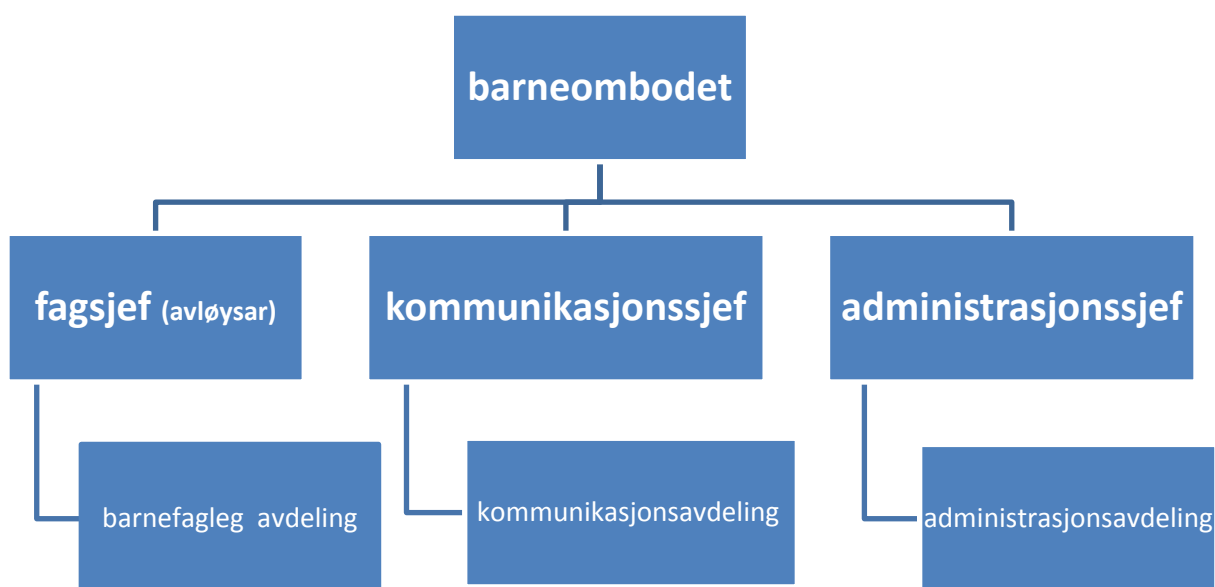 barneombodet
fagsjef (avløysar)
kommunikasjonssjef
administrasjonssjef
barnefagleg avdeling
kommunikasjonsavdeling
administrasjonsavdeling